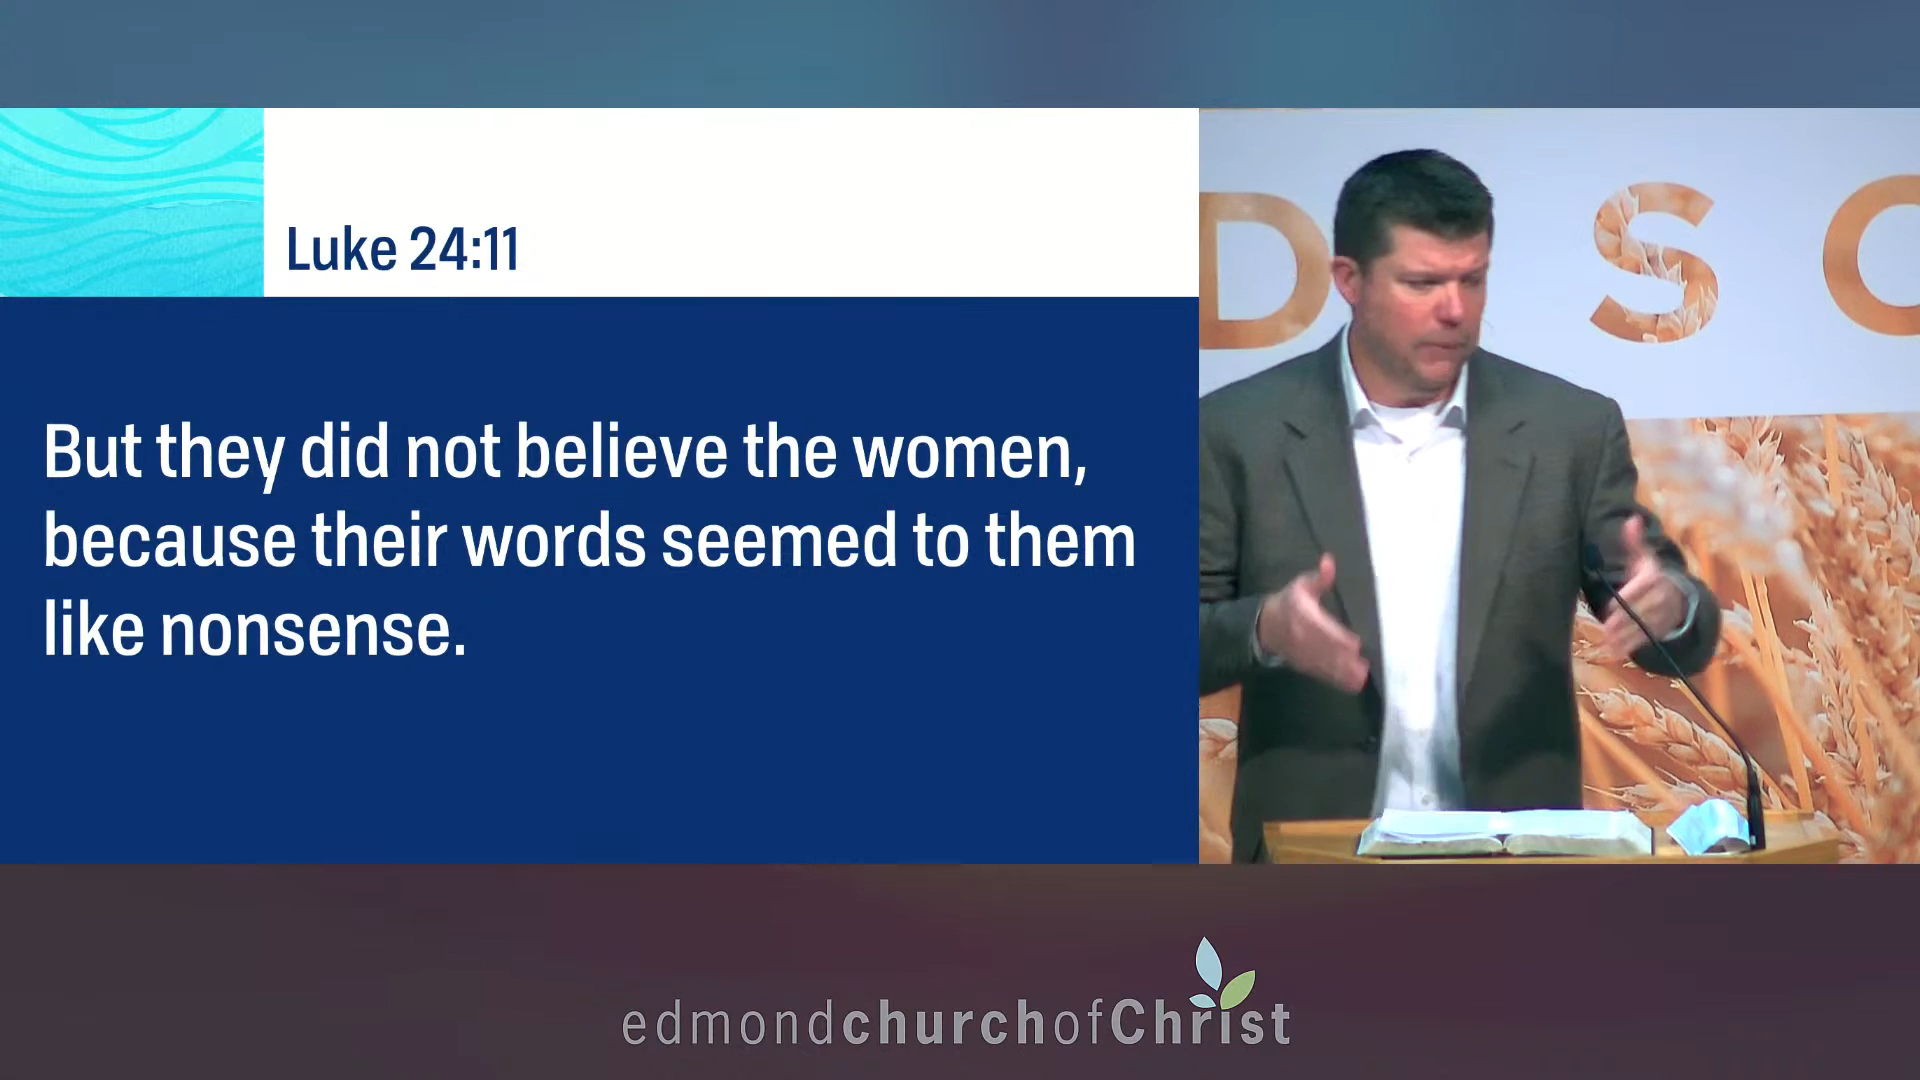 Luke 24:11
But they did not believe the women,
because their words seemed to them
like nonsense.
D S
edmondchurchofChrist